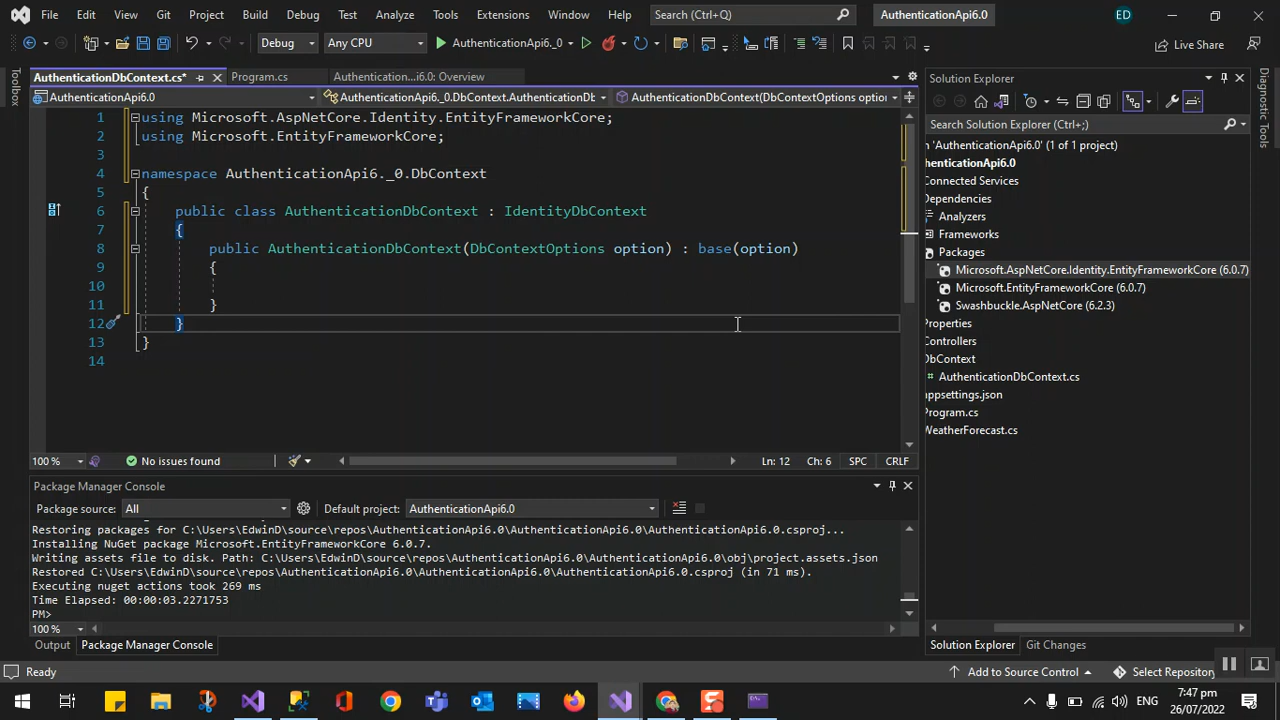 File Edit View Git Project Build Debug Test Analyze Tools Extensions Window Help Search (Ctrl+Q) AuthenticationApi6.0 ED
Debug Any CPU AuthenticationApi6._0 Live Share
AuthenticationDbContext.cs* Program.cs Authentication...i6.0: Overview
AuthenticationApi6.0 AuthenticationApi6._0.DbContext.AuthenticationDb AuthenticationDbContext(DbContextOptions option
Toolbox
1 using Microsoft.AspNetCore.Identity.EntityFrameworkCore;
2 using Microsoft.EntityFrameworkCore;
3
4 namespace AuthenticationApi6._0.DbContext
5 {
6 public class AuthenticationDbContext : IdentityDbContext
7 {
8 public AuthenticationDbContext(DbContextOptions option) : base(option)
9 {
10
11 }
12 }
13 }
14
100 % No issues found Ln: 12 Ch: 6 SPC CRLF
Package Manager Console
Package source: All Default project: AuthenticationApi6.0
Restoring packages for C:\Users\EdwinD\source\repos\AuthenticationApi6.0\AuthenticationApi6.0\AuthenticationApi6.0.csproj...
Installing NuGet package Microsoft.EntityFrameworkCore 6.0.7.
Writing assets file to disk. Path: C:\Users\EdwinD\source\repos\AuthenticationApi6.0\AuthenticationApi6.0\obj\project.assets.json
Restored C:\Users\EdwinD\source\repos\AuthenticationApi6.0\AuthenticationApi6.0\AuthenticationApi6.0.csproj (in 71 ms).
Executing nuget actions took 269 ms
Time Elapsed: 00:00:03.2271753
PM>
100 %
Output Package Manager Console
Solution Explorer
Search Solution Explorer (Ctrl+;)
n 'AuthenticationApi6.0' (1 of 1 project)
henticationApi6.0
Connected Services
Dependencies
Analyzers
Frameworks
Packages
Microsoft.AspNetCore.Identity.EntityFrameworkCore (6.0.7)
Microsoft.EntityFrameworkCore (6.0.7)
Swashbuckle.AspNetCore (6.2.3)
Properties
Controllers
DbContext
AuthenticationDbContext.cs
appsettings.json
Program.cs
WeatherForecast.cs
Solution Explorer Git Changes
Diagnostic Tools
Ready Add to Source Control Select Repository
ENG 7:47 pm
26/07/2022